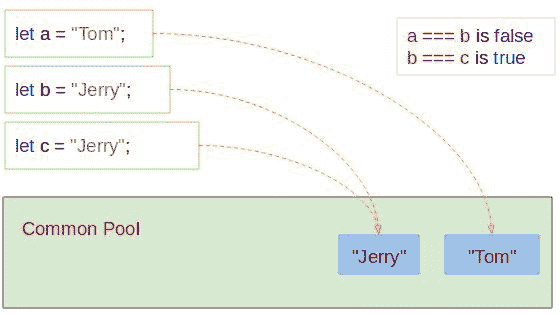 let a = "Tom";
a === b is false
b === c is true
let b = "Jerry";
let c = "Jerry";
Common Pool
"Jerry"
"Tom"